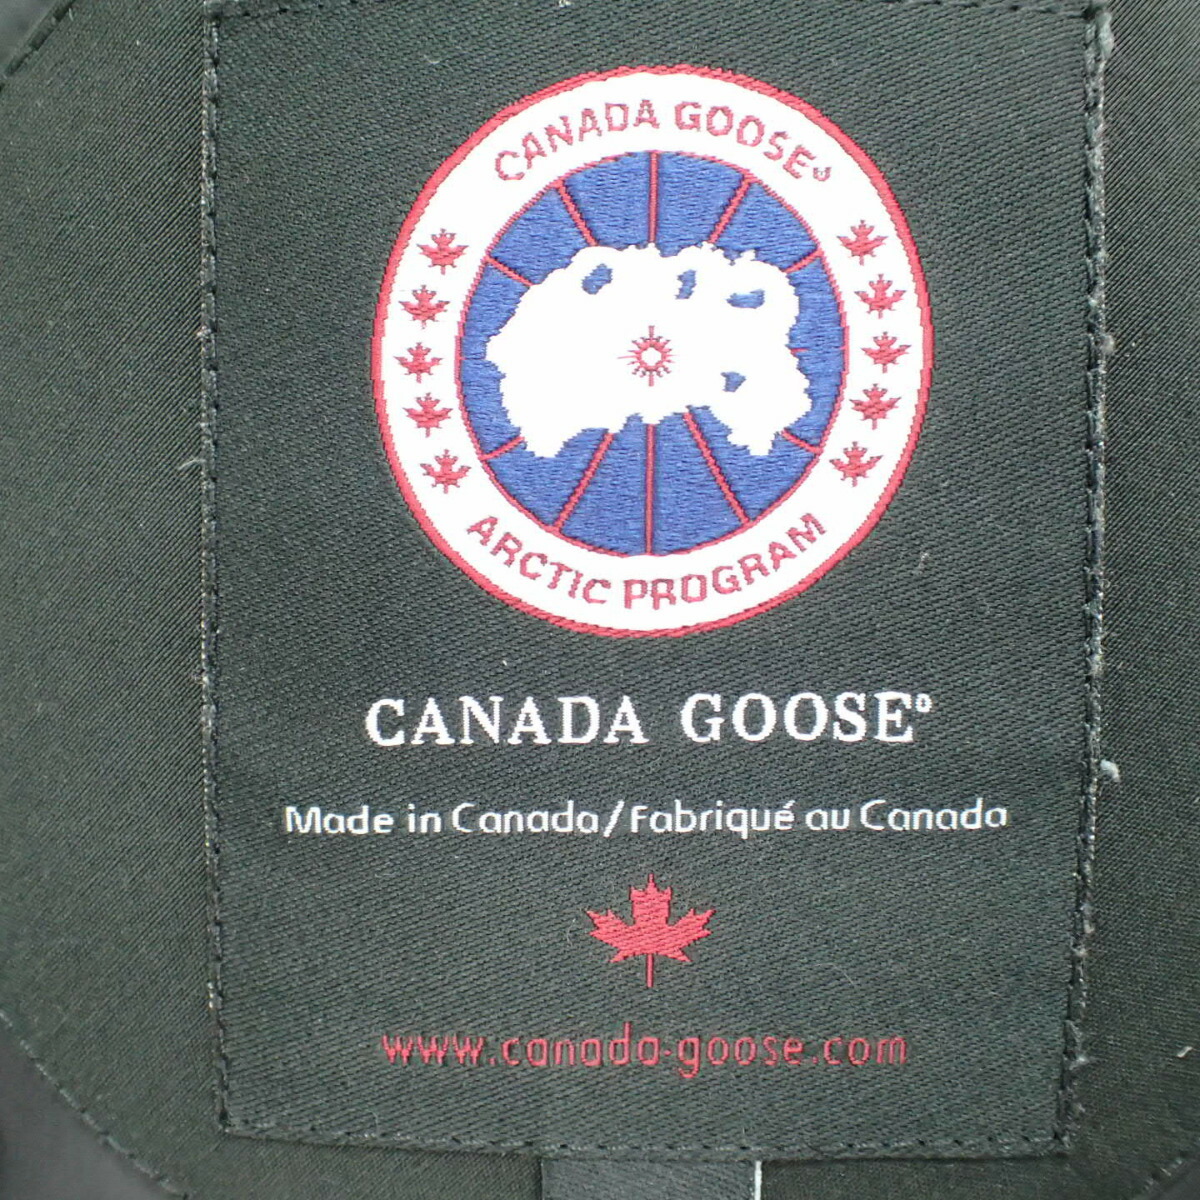 CANADA GOOSE®
ARCTIC PROGRAM
CANADA GOOSE®
Made in Canada/Fabriqué au Canada
www.canada-goose.com